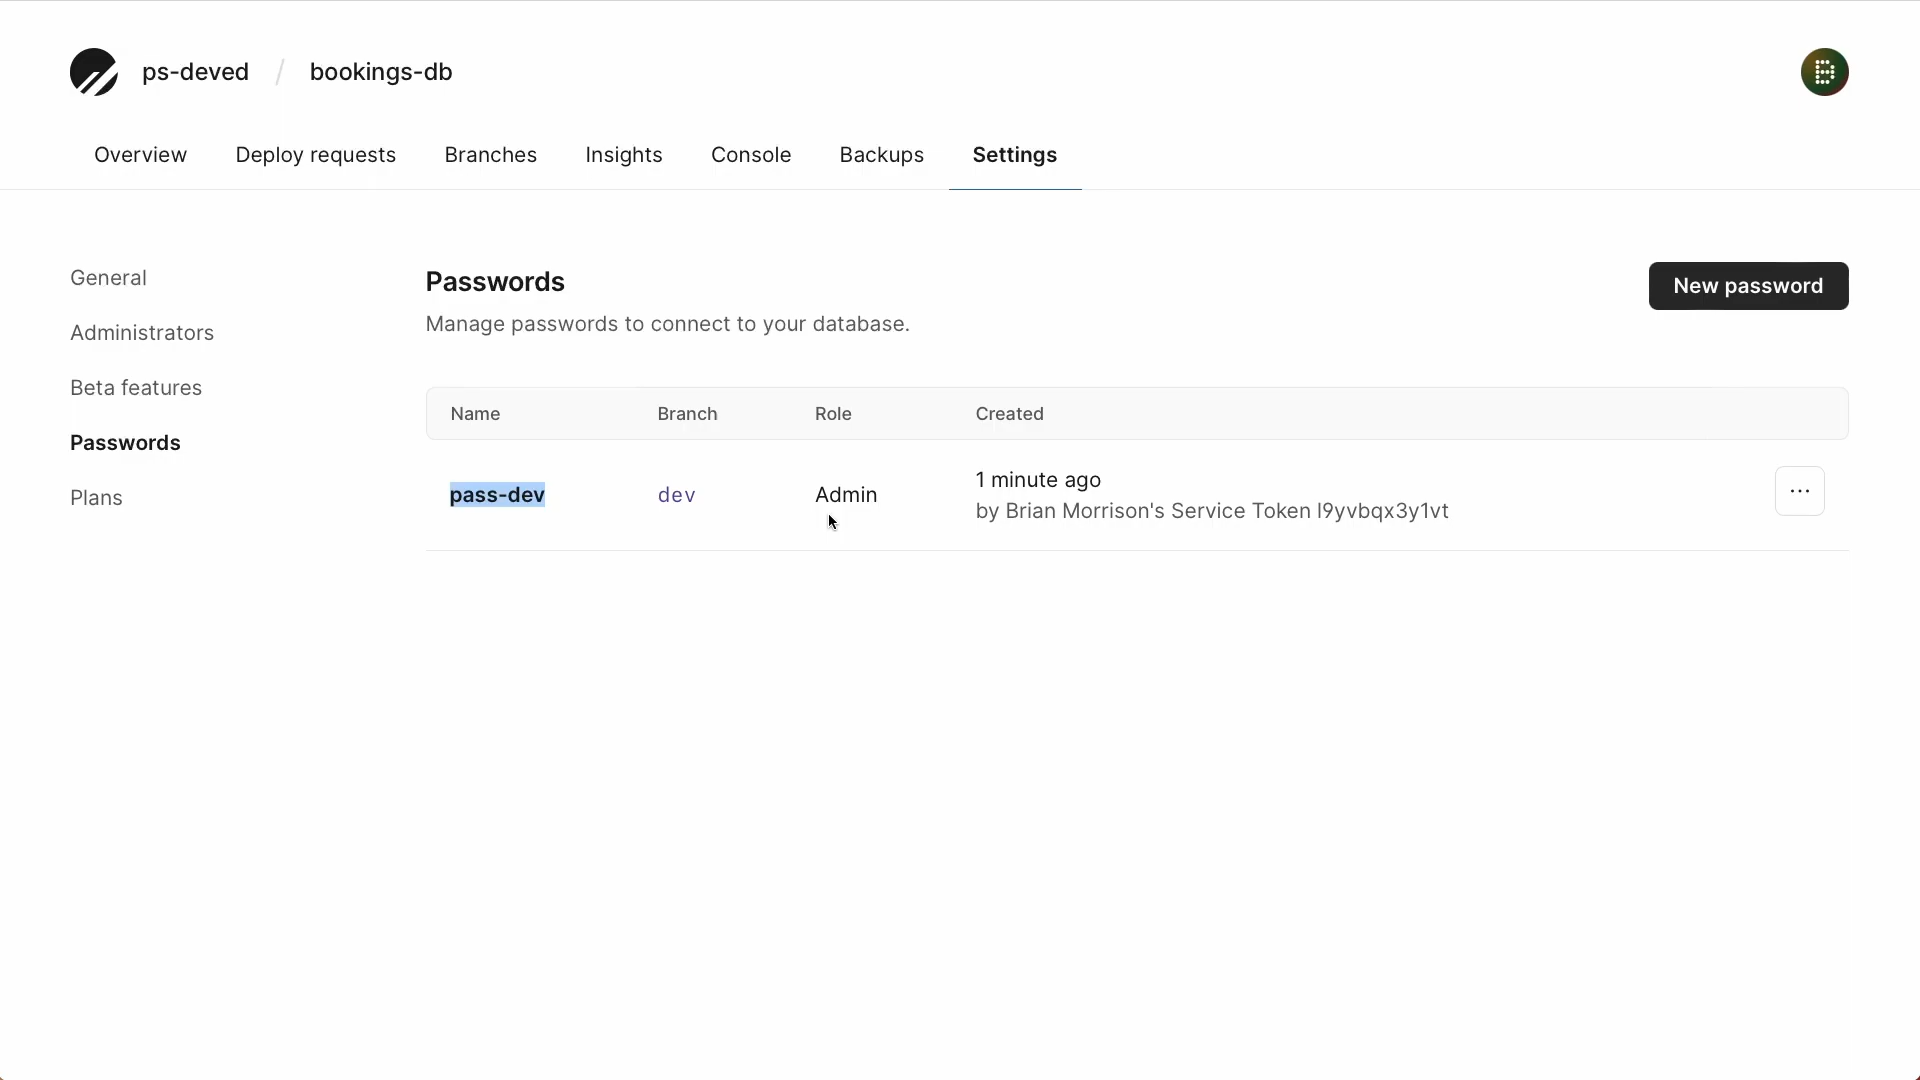 ps-deved / bookings-db
B
Overview Deploy requests Branches Insights Console Backups Settings
General
Administrators
Beta features
Passwords
Plans
Passwords
Manage passwords to connect to your database.
New password
Name Branch Role Created
pass-dev dev Admin 1 minute ago
by Brian Morrison's Service Token l9yvbqx3y1vt
...